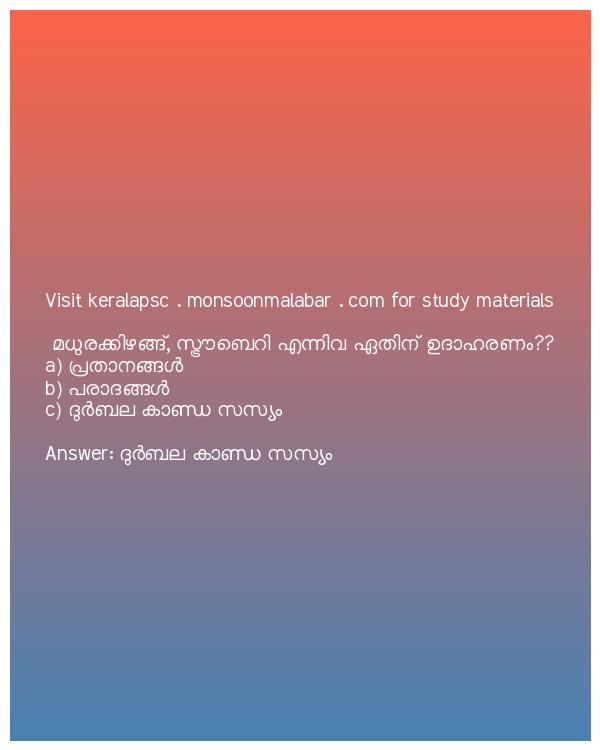 Visit keralapsc . monsoonmalabar . com for study materials
മധുരക്കിഴങ്ങ്, സ്ട്രൗബെറി എന്നിവ ഏതിന് ഉദാഹരണം??
a) പ്രതാനങ്ങൾ
b) പരാദങ്ങൾ
c) ദുർബല കാണ്ഡ സസ്യം
Answer: ദുർബല കാണ്ഡ സസ്യം